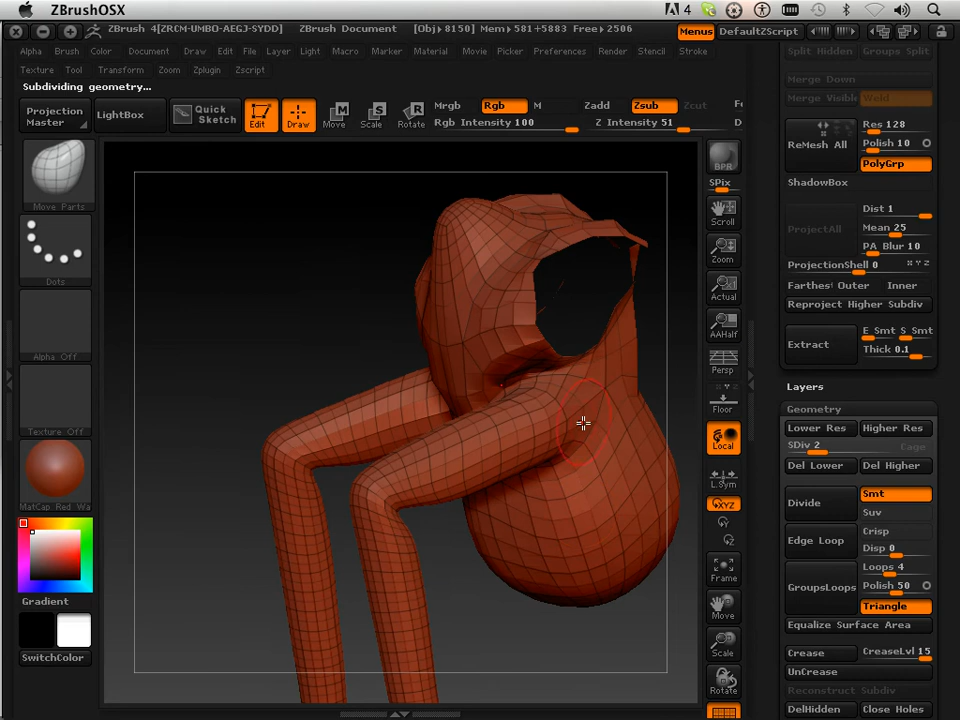 ZBrushOSX
4
ZBrush 4[ZRCM-UMBO-AEGJ-SYDD] ZBrush Document [Obj 8150] Mem 581+5883 Free 2506 Menus DefaultZScript
Alpha Brush Color Document Draw Edit File Layer Light Macro Marker Material Movie Picker Preferences Render Stencil Stroke
Texture Tool Transform Zoom Zplugin Zscript
Subdividing geometry...
Projection Master
LightBox
Quick Sketch
Edit
Draw
Move
Scale
Rotate
Mrgb Rgb M Zadd Zsub Zcut Fo
Rgb Intensity 100 Z Intensity 51 D
Move Parts
Dots
Alpha Off
Texture Off
MatCap Red Wa
Gradient
SwitchColor
BPR
SPix
Scroll
Zoom
Actual
AAHalf
Persp
Floor
Local
L.Sym
XYZ
Y
Z
Frame
Move
Scale
Rotate
Split Hidden Groups Split
Merge Down
Merge Visible Weld
ReMesh All
Res 128
Polish 10
PolyGrp
ShadowBox
ProjectAll
Dist 1
Mean 25
PA Blur 10
ProjectionShell 0
Farthest Outer Inner
Reproject Higher Subdiv
Extract
E Smt S Smt
Thick 0.1
Layers
Geometry
Lower Res Higher Res
SDiv 2 Cage
Del Lower Del Higher
Divide
Smt
Suv
Edge Loop
Crisp
Disp 0
GroupsLoops
Loops 4
Polish 50
Triangle
Equalize Surface Area
Crease CreaseLvl 15
UnCrease
Reconstruct Subdiv
DelHidden Close Holes